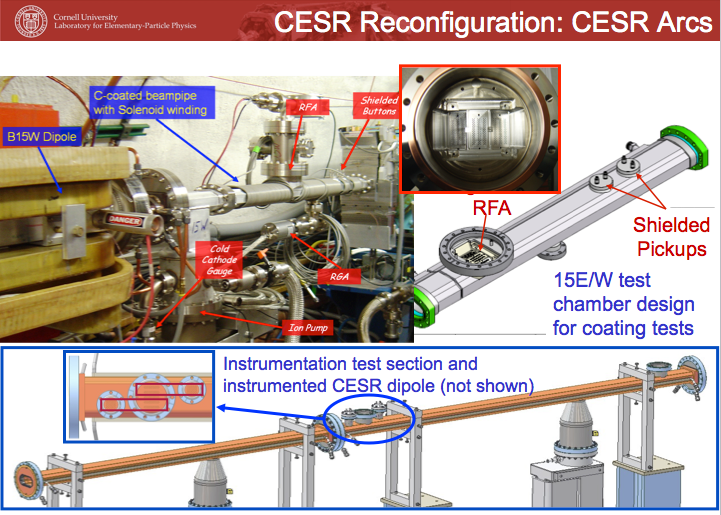 Cornell University
Laboratory for Elementary-Particle Physics
CESR Reconfiguration: CESR Arcs
C-coated beampipe
with Solenoid winding
RFA
Shielded
Buttons
B15W Dipole
DANGER
15W
Cold
Cathode
Gauge
RGA
Ion Pump
RFA
Shielded
Pickups
15E/W test
chamber design
for coating tests
Instrumentation test section and
instrumented CESR dipole (not shown)